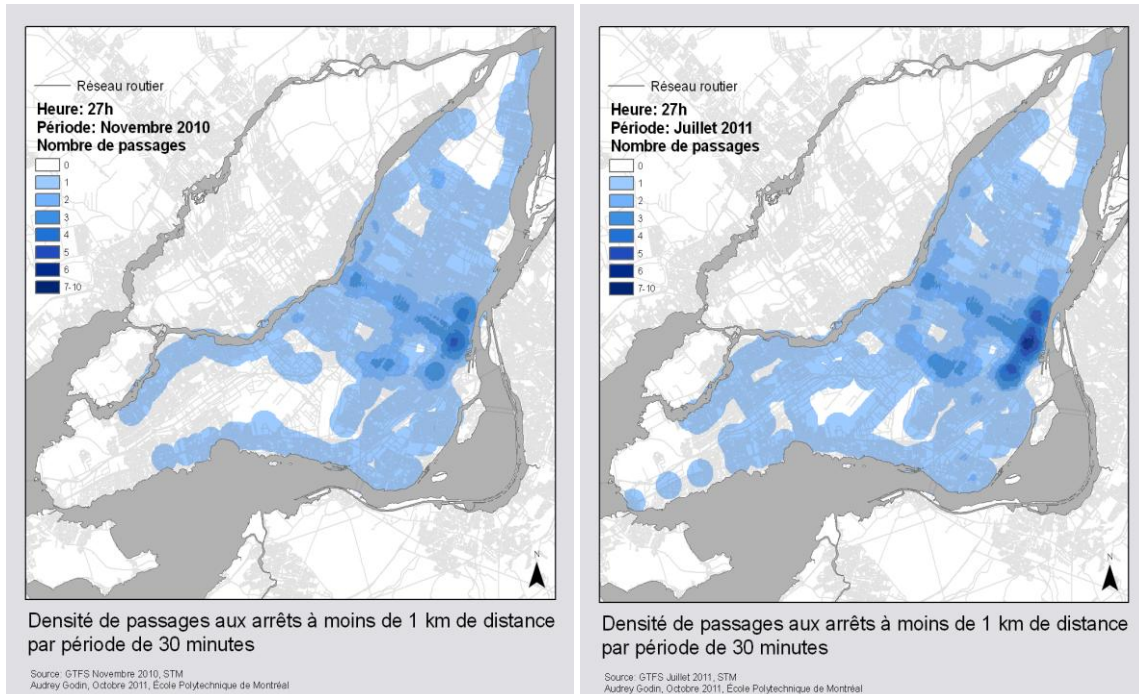 Réseau routier
Heure: 27h
Période: Novembre 2010
Nombre de passages
0
1
2
3
4
5
6
7-10
N
Densité de passages aux arrêts à moins de 1 km de distance
par période de 30 minutes
Source: GTFS Novembre 2010, STM
Audrey Godin, Octobre 2011, École Polytechnique de Montréal
Réseau routier
Heure: 27h
Période: Juillet 2011
Nombre de passages
0
1
2
3
4
5
6
7-10
N
Densité de passages aux arrêts à moins de 1 km de distance
par période de 30 minutes
Source: GTFS Juillet 2011, STM
Audrey Godin, Octobre 2011, École Polytechnique de Montréal